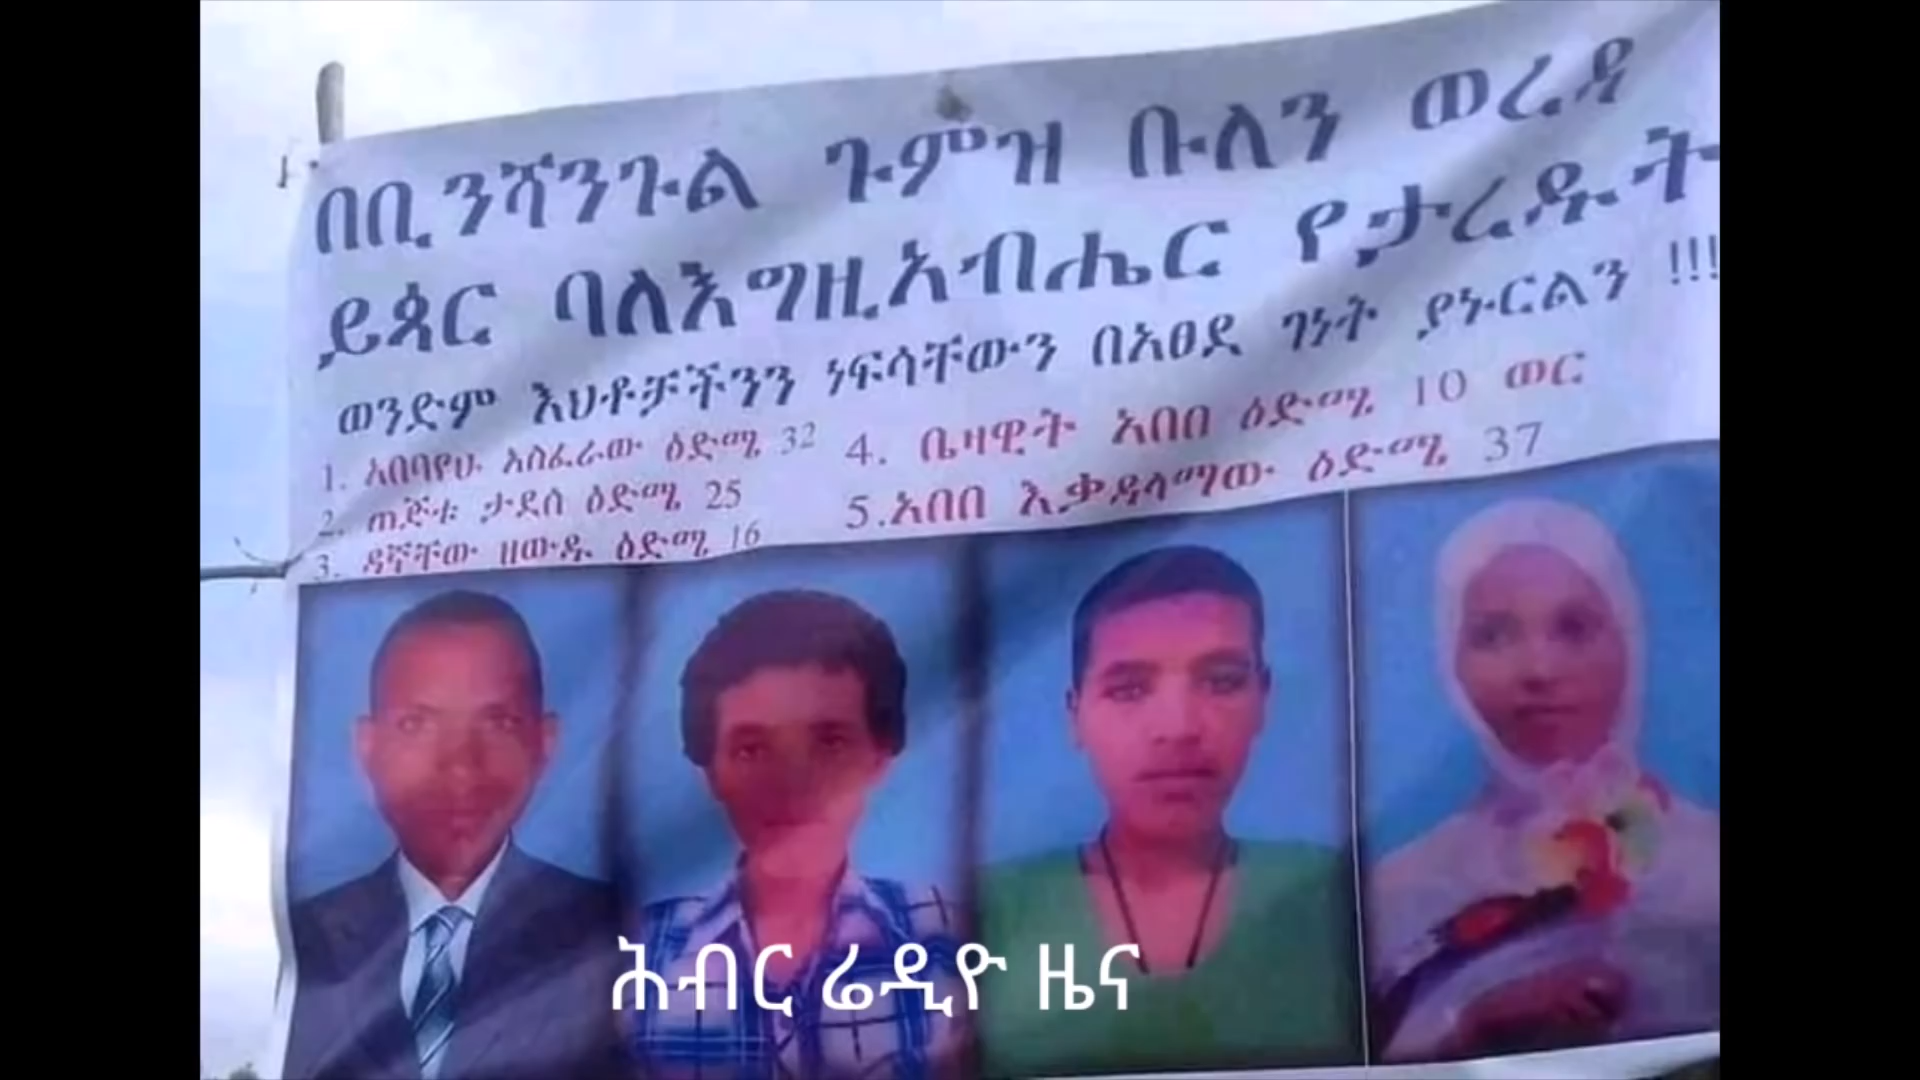 በቢንሻንጉል ጉምዝ ቡለን ወረዳ
ይጳር ባለእግዚአብሔር የታረዱት
ወንድም እህቶቻችንን ነፍሳቸውን በአፀደ ገነት ያኑርልን !!!
1. አበባየሁ አስፈራው ዕድሜ 32
2. ጠጅቱ ታደሰ ዕድሜ 25
3. ዳኛቸው ዘውዱ ዕድሜ 16
4. ቤዛዊት አበበ ዕድሜ 10 ወር
5.አበበ እቃዳላማው ዕድሜ 37
ሕብር ሬዲዮ ዜና